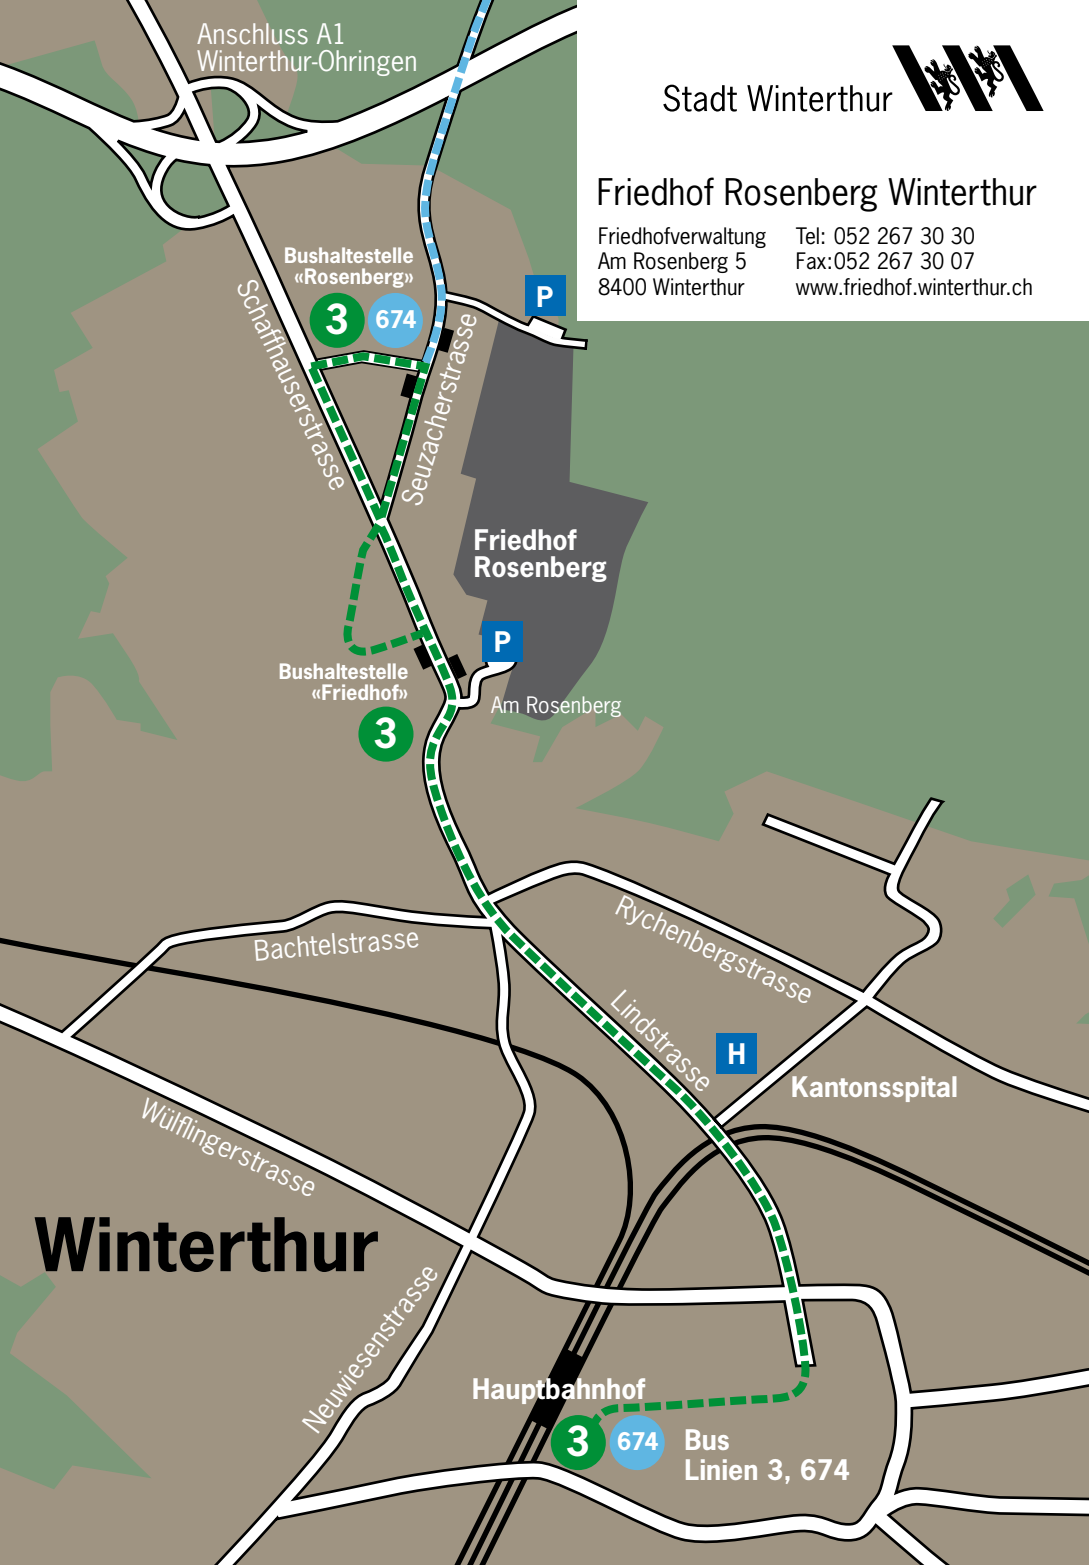 Anschluss A1
Winterthur-Ohringen
Stadt Winterthur
Friedhof Rosenberg Winterthur
Friedhofverwaltung
Am Rosenberg 5
8400 Winterthur
Tel: 052 267 30 30
Fax:052 267 30 07
www.friedhof.winterthur.ch
Bushaltestelle
«Rosenberg»
3
674
P
Schaffhauserstrasse
Seuzacherstrasse
Friedhof
Rosenberg
P
Bushaltestelle
«Friedhof»
3
Am Rosenberg
Rychenbergstrasse
Bachtelstrasse
Lindstrasse
H
Kantonsspital
Wülflingerstrasse
Winterthur
Neuwiesenstrasse
Hauptbahnhof
3
674
Bus
Linien 3, 674